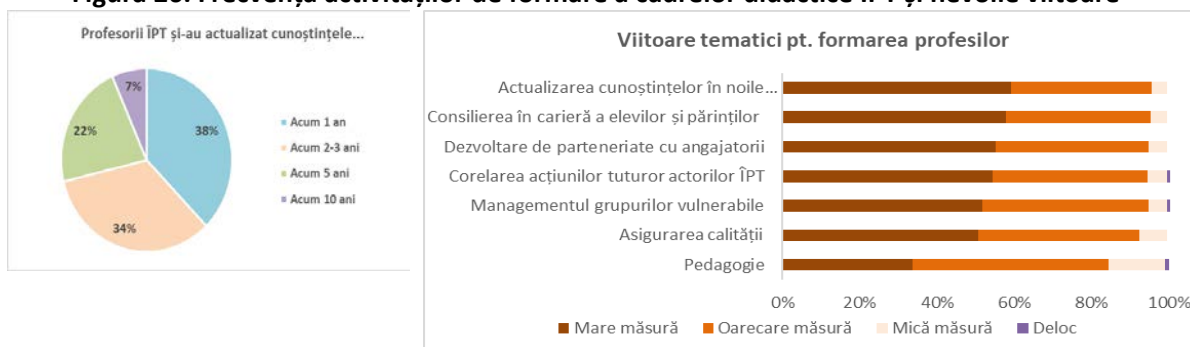 Profesorii ÎPT și-au actualizat cunoștințele...
7%
22%
38%
34%
Acum 1 an
Acum 2-3 ani
Acum 5 ani
Acum 10 ani
Viitoare tematici pt. formarea profesilor
Actualizarea cunoștințelor în noile...
Consilierea în carieră a elevilor și părinților
Dezvoltare de parteneriate cu angajatorii
Corelarea acțiunilor tuturor actorilor ÎPT
Managementul grupurilor vulnerabile
Asigurarea calității
Pedagogie
0% 20% 40% 60% 80% 100%
Mare măsură Oarecare măsură Mică măsură Deloc